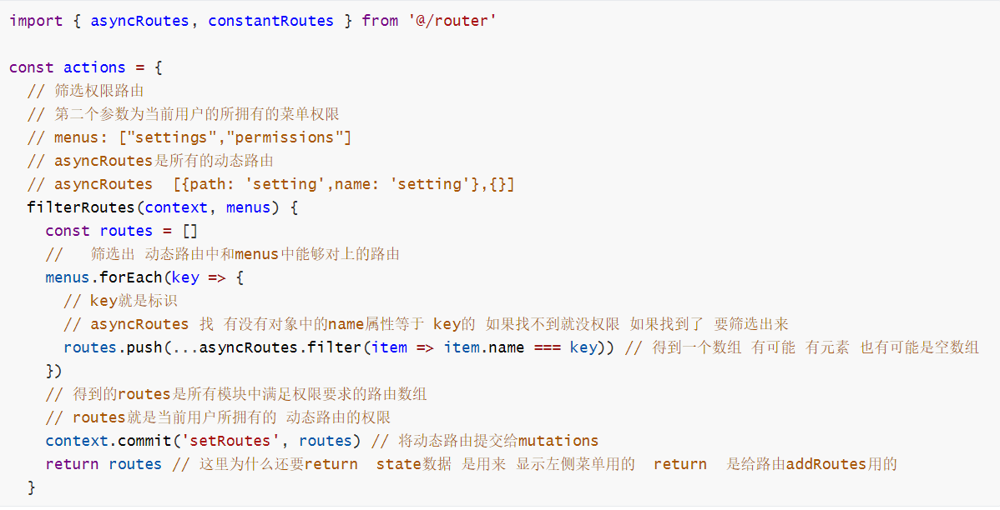 import { asyncRoutes, constantRoutes } from '@/router'
const actions = {
// 筛选权限路由
// 第二个参数为当前用户的所拥有的菜单权限
// menus: ["settings","permissions"]
// asyncRoutes是所有的动态路由
// asyncRoutes  [{path: 'setting',name: 'setting'},{}]
filterRoutes(context, menus) {
const routes = []
//   筛选出 动态路由中和menus中能够对上的路由
menus.forEach(key => {
// key就是标识
// asyncRoutes 找 有没有对象中的name属性等于 key的 如果找不到就没权限 如果找到了 要筛选出来
routes.push(...asyncRoutes.filter(item => item.name === key)) // 得到一个数组 有可能 有元素 也有可能是空数组
})
// 得到的routes是所有模块中满足权限要求的路由数组
// routes就是当前用户所拥有的 动态路由的权限
context.commit('setRoutes', routes) // 将动态路由提交给mutations
return routes // 这里为什么还要return  state数据 是用来 显示左侧菜单用的  return  是给路由addRoutes用的
}